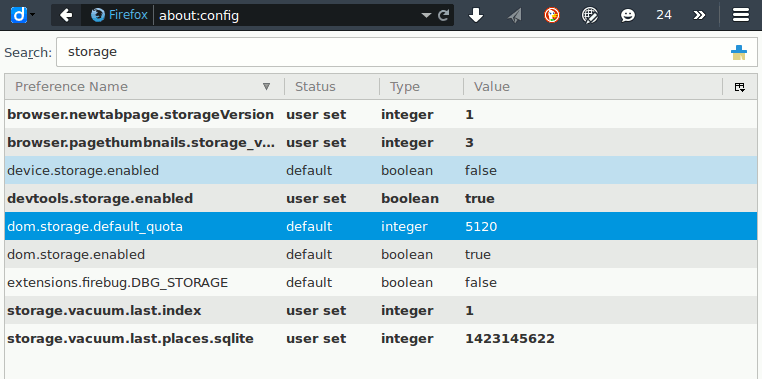 Firefox about:config 24
Search: storage
Preference Name Status Type Value
browser.newtabpage.storageVersion user set integer 1
browser.pagethumbnails.storage_v... user set integer 3
device.storage.enabled default boolean false
devtools.storage.enabled user set boolean true
dom.storage.default_quota default integer 5120
dom.storage.enabled default boolean true
extensions.firebug.DBG_STORAGE default boolean false
storage.vacuum.last.index user set integer 1
storage.vacuum.last.places.sqlite user set integer 1423145622